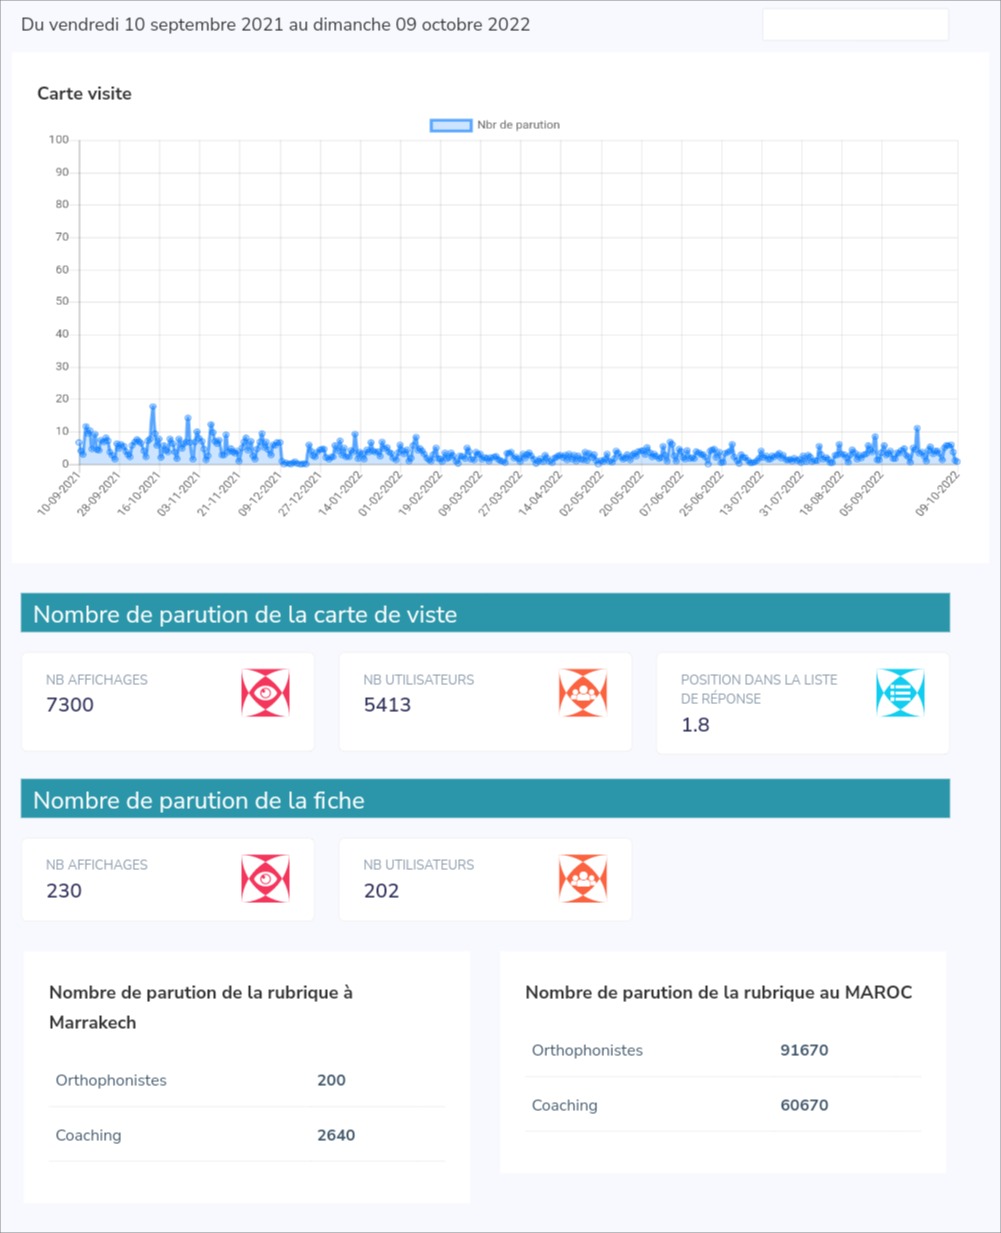 Du vendredi 10 septembre 2021 au dimanche 09 octobre 2022
Carte visite
Nbr de parution
100
90
80
70
60
50
40
30
20
10
0
10-09-2021
28-09-2021
16-10-2021
03-11-2021
21-11-2021
09-12-2021
27-12-2021
14-01-2022
01-02-2022
19-02-2022
09-03-2022
27-03-2022
14-04-2022
02-05-2022
20-05-2022
07-06-2022
25-06-2022
13-07-2022
31-07-2022
18-08-2022
05-09-2022
09-10-2022
Nombre de parution de la carte de viste
NB AFFICHAGES
7300
NB UTILISATEURS
5413
POSITION DANS LA LISTE
DE RÉPONSE
1.8
Nombre de parution de la fiche
NB AFFICHAGES
230
NB UTILISATEURS
202
Nombre de parution de la rubrique à
Marrakech
Orthophonistes 200
Coaching 2640
Nombre de parution de la rubrique au MAROC
Orthophonistes 91670
Coaching 60670